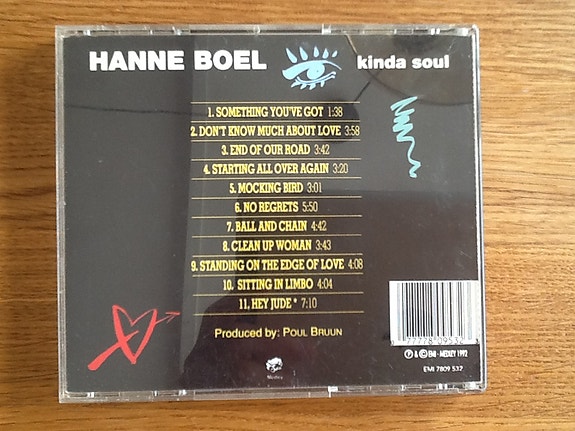 HANNE BOEL
kinda soul
1. SOMETHING YOU'VE GOT 1:38
2. DON'T KNOW MUCH ABOUT LOVE 3:58
3. END OF OUR ROAD 3:42
4. STARTING ALL OVER AGAIN 3:20
5. MOCKING BIRD 3:01
6. NO REGRETS 5:50
7. BALL AND CHAIN 4:42
8. CLEAN UP WOMAN 3:43
9. STANDING ON THE EDGE OF LOVE 4:08
10. SITTING IN LIMBO 4:04
11. HEY JUDE * 7:10
Produced by: POUL BRUUN
Medley
℗ & © EMI - MEDLEY 1992
EMI 7809 532